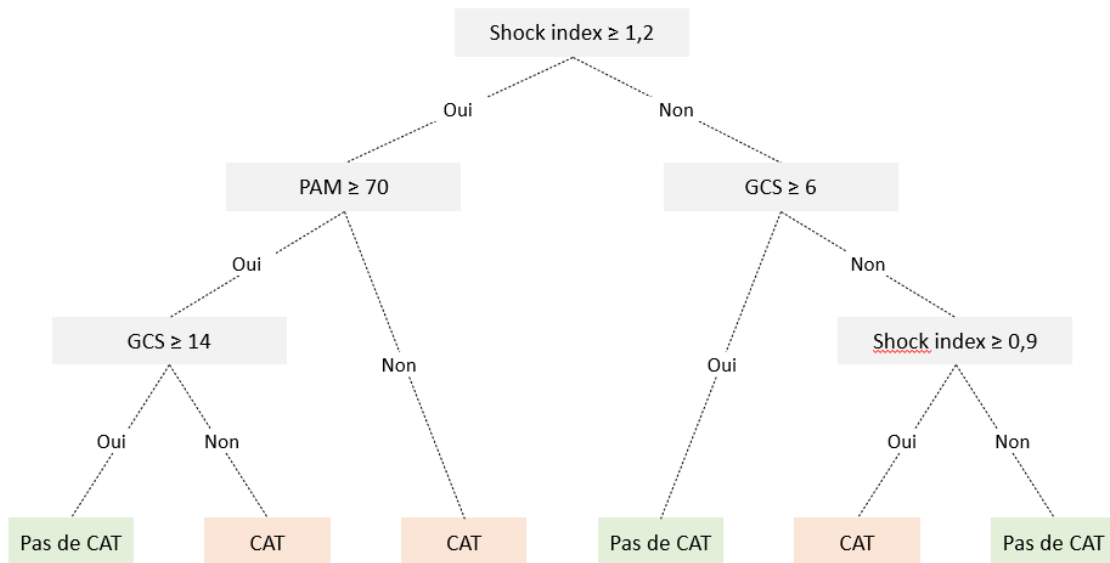 Shock index ≥ 1,2
Oui
Non
PAM ≥ 70
GCS ≥ 6
Oui
Non
GCS ≥ 14
Shock index ≥ 0,9
Non
Oui
Oui
Non
Oui
Non
Pas de CAT
CAT
CAT
Pas de CAT
CAT
Pas de CAT